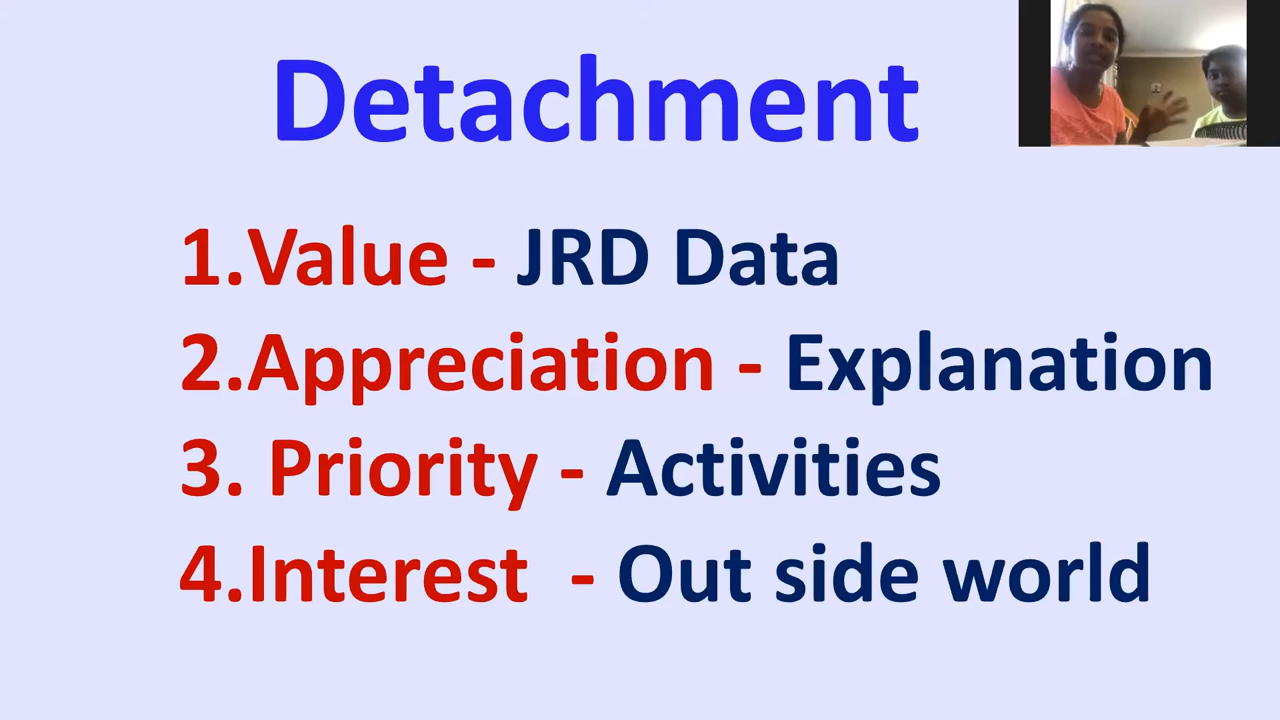 Detachment
1.Value - JRD Data
2.Appreciation - Explanation
3. Priority - Activities
4.Interest - Out side world